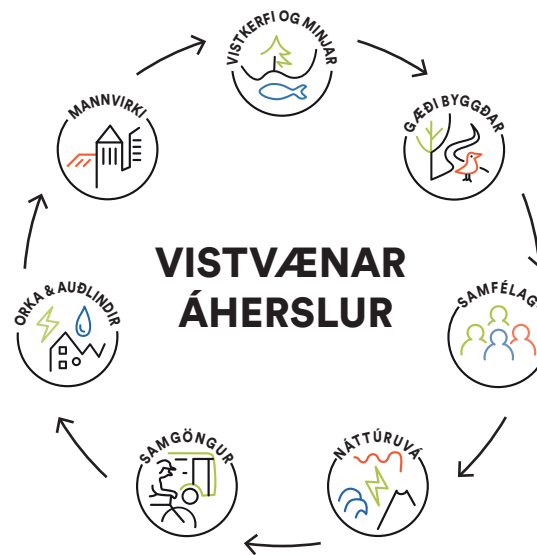 VISTKERFI OG MINJAR
GÆÐI BYGGÐAR
SAMFÉLAG
NÁTTÚRUVÁ
SAMGÖNGUR
ORKA & AUÐLINDIR
MANNVIRKI
VISTVÆNAR
ÁHERSLUR